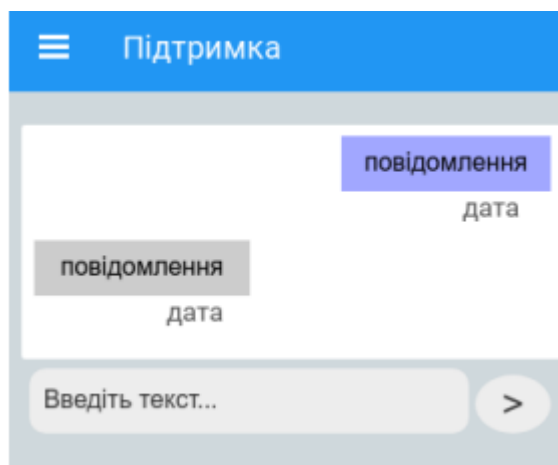 Підтримка
повідомлення
дата
повідомлення
дата
Введіть текст...
>